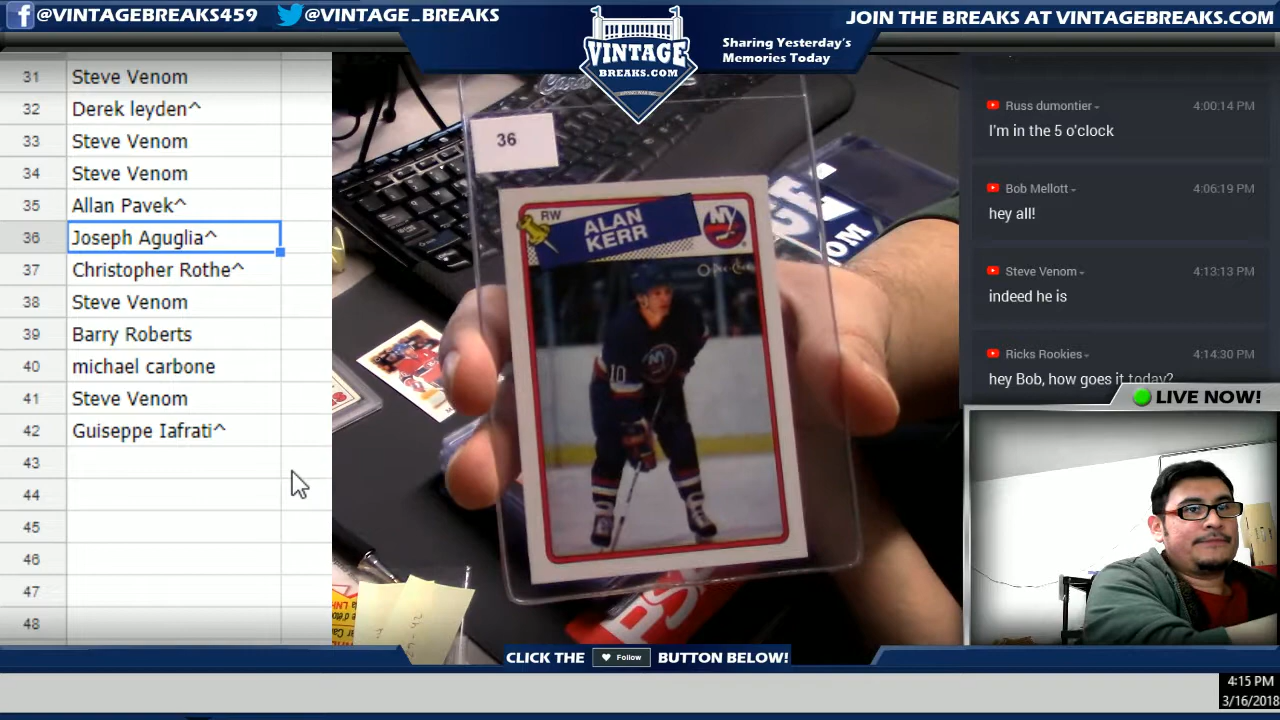 @VINTAGEBREAKS459
@VINTAGE_BREAKS
VINTAGE
BREAKS.COM
Sharing Yesterday's
Memories Today
JOIN THE BREAKS AT VINTAGEBREAKS.COM
31 Steve Venom
32 Derek leyden^
33 Steve Venom
34 Steve Venom
35 Allan Pavek^
36 Joseph Aguglia^
37 Christopher Rothe^
38 Steve Venom
39 Barry Roberts
40 michael carbone
41 Steve Venom
42 Guiseppe Iafrati^
43
44
45
46
47
48
36
RW
ALAN
KERR
NY
O-Pee-Chee
10
PS
Russ dumontier 4:00:14 PM
I'm in the 5 o'clock
Bob Mellott 4:06:19 PM
hey all!
Steve Venom 4:13:13 PM
indeed he is
Ricks Rookies 4:14:30 PM
hey Bob, how goes it today?
LIVE NOW!
CLICK THE Follow BUTTON BELOW!
4:15 PM
3/16/2018